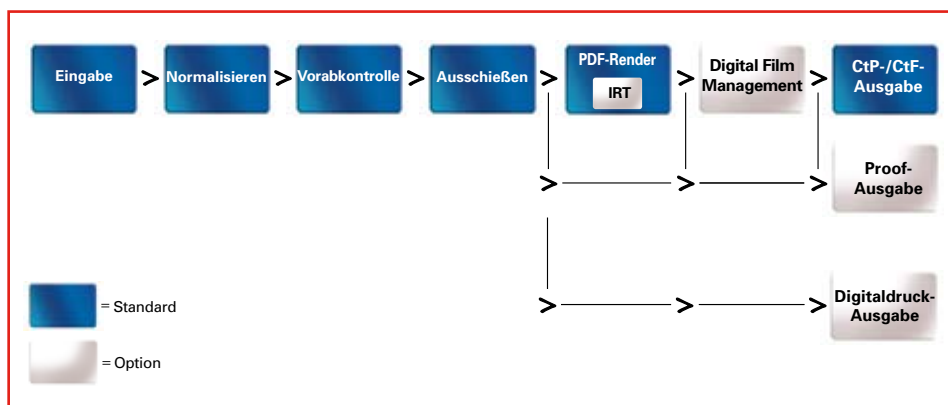 Eingabe
Normalisieren
Vorabkontrolle
Ausschießen
PDF-Render
IRT
Digital Film
Management
CtP-/CtF-
Ausgabe
Proof-
Ausgabe
Digitaldruck-
Ausgabe
= Standard
= Option